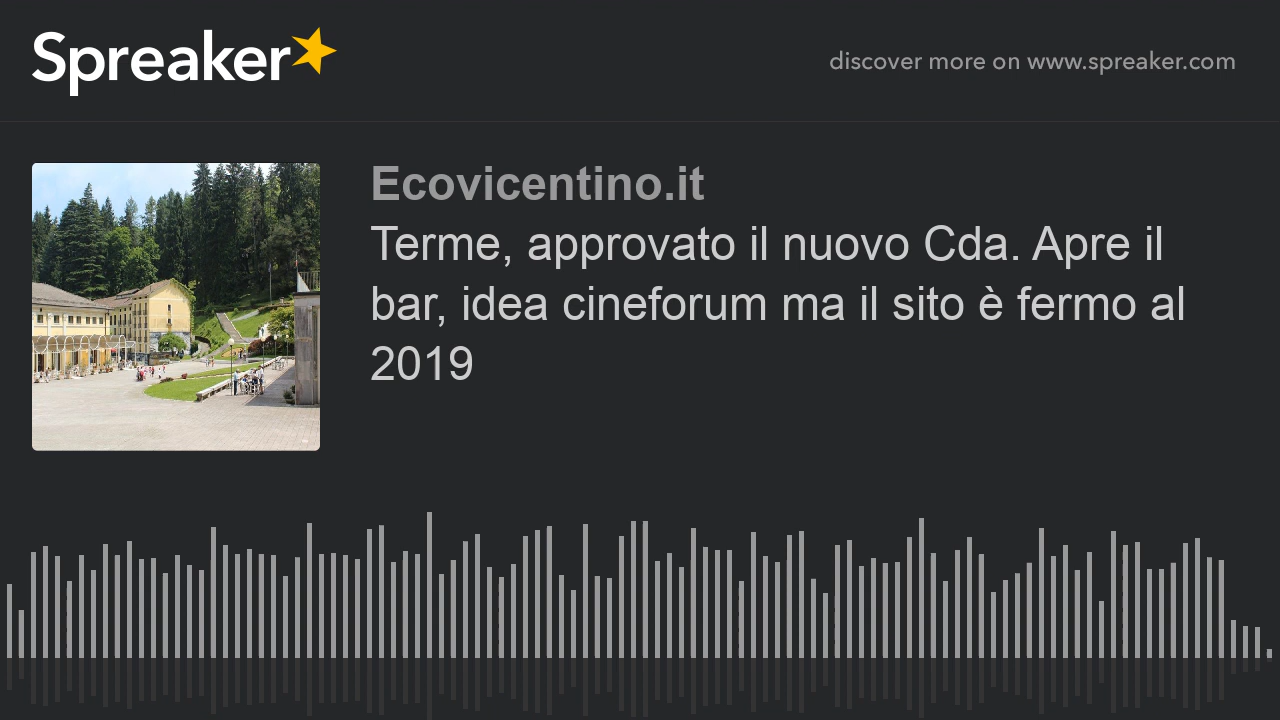 Spreaker
discover more on www.spreaker.com
Ecovicentino.it
Terme, approvato il nuovo Cda. Apre il
bar, idea cineforum ma il sito è fermo al
2019